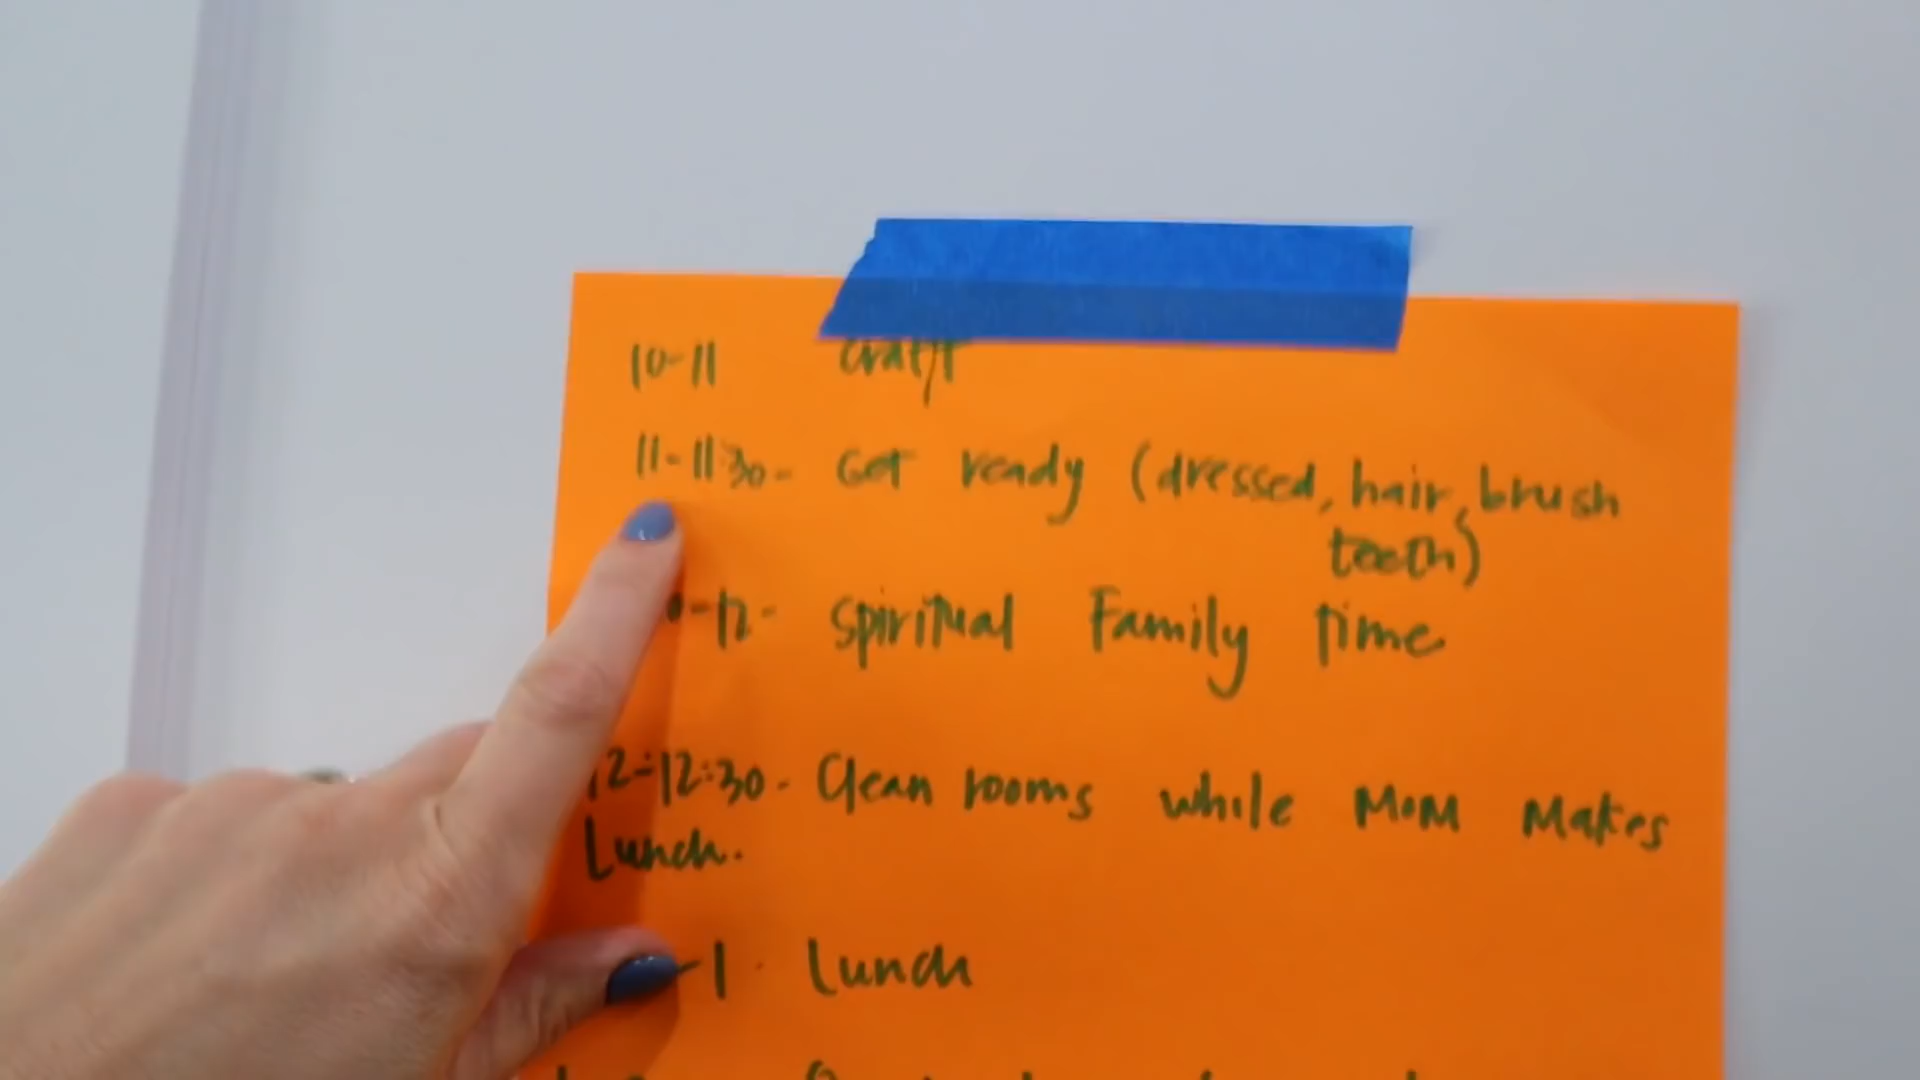 10-11 craft
11-11:30- Get ready (dressed, hair, brush
teeth)
0-12- Spiritual Family time
12-12:30- Clean rooms while Mom Makes
Lunch.
-1- Lunch